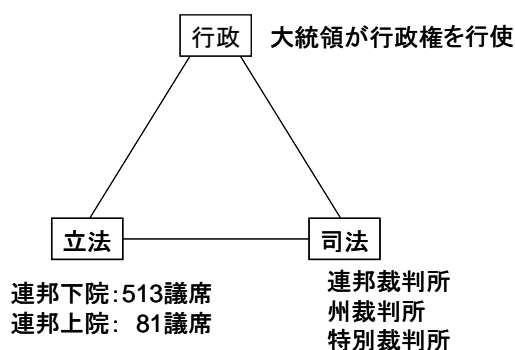 行政 大統領が行政権を行使
立法
司法
連邦下院:513議席
連邦上院: 81議席
連邦裁判所
州裁判所
特別裁判所